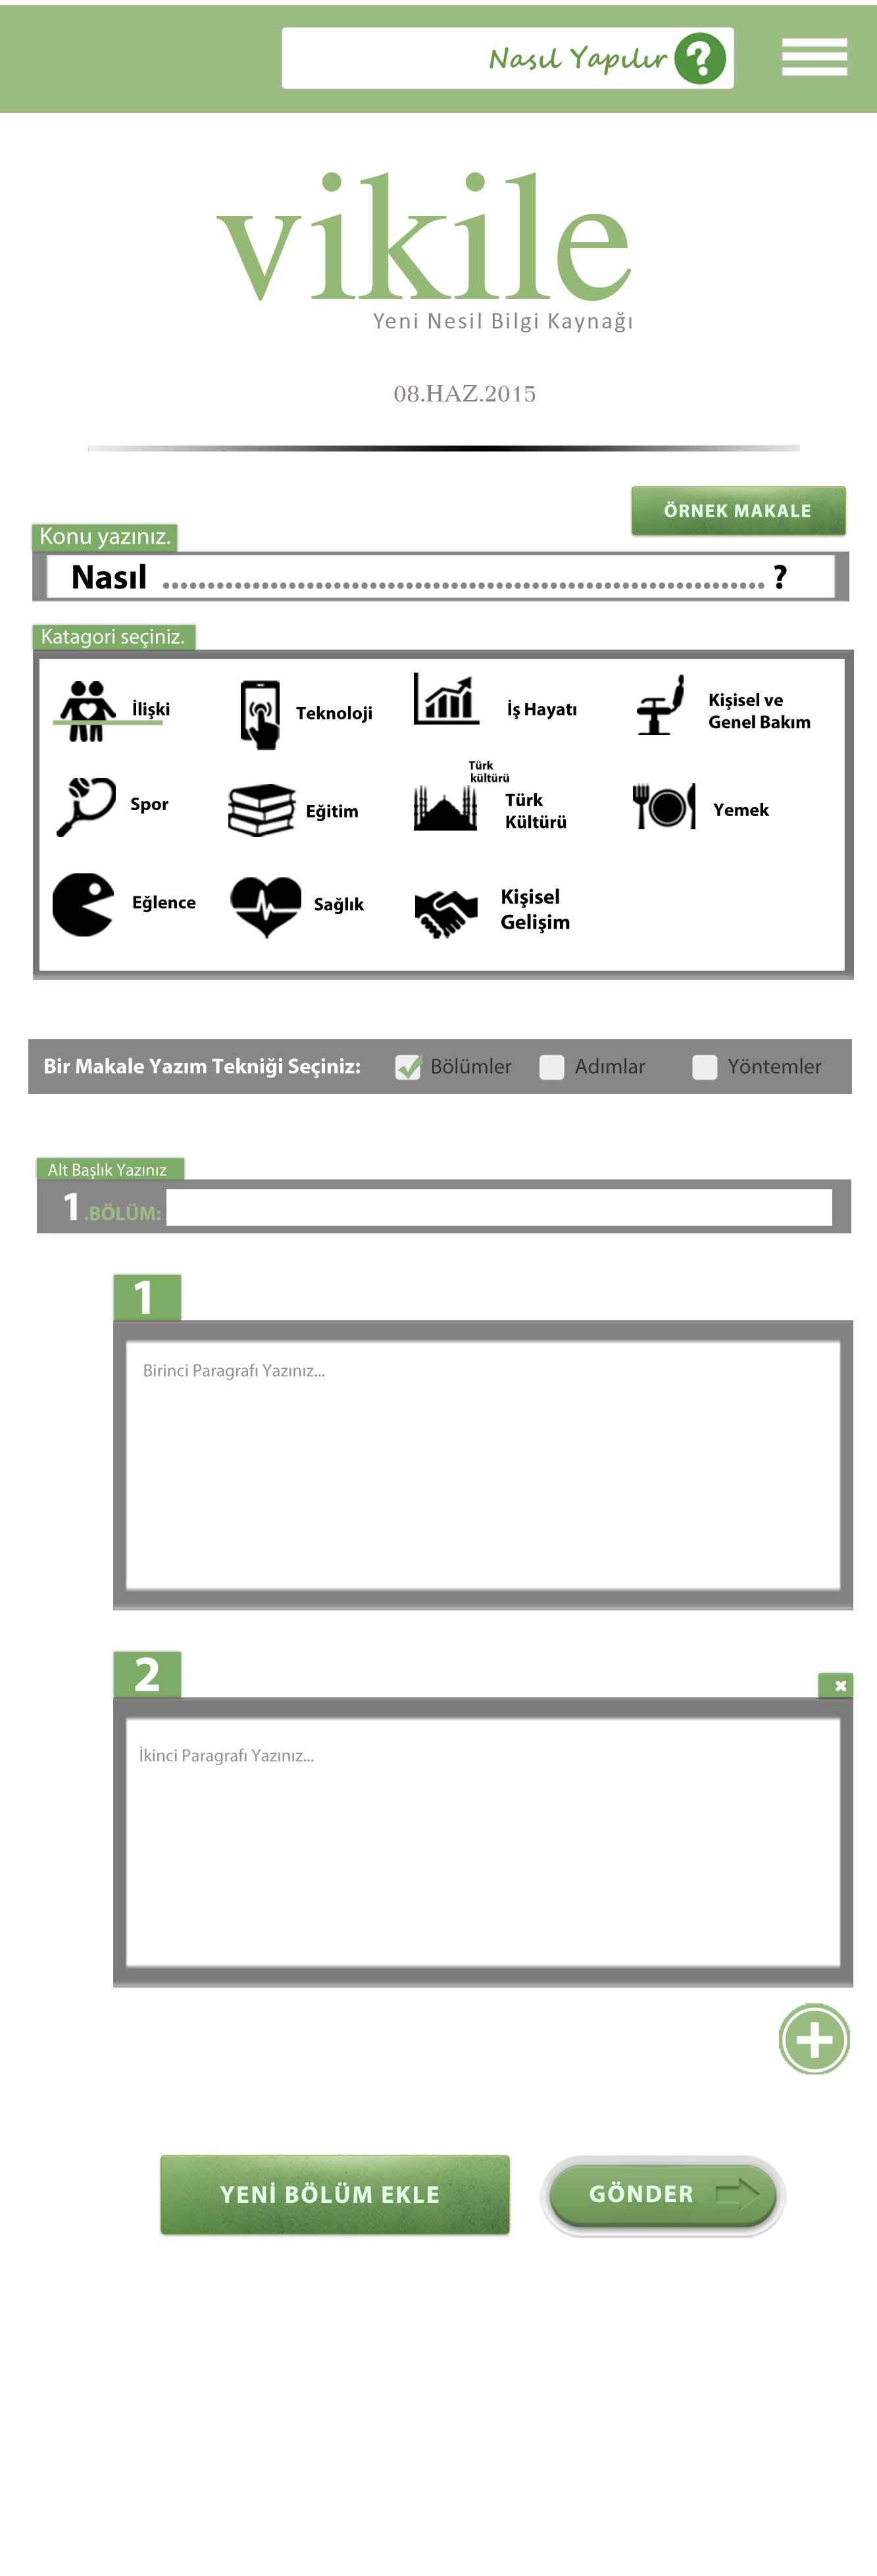 Nasıl Yapılır ?
vikile
Yeni Nesil Bilgi Kaynağı
08.HAZ.2015
ÖRNEK MAKALE
Konu yazınız.
Nasıl ................................................................... ?
Katagori seçiniz.
İlişki
Teknoloji
İş Hayatı
Kişisel ve
Genel Bakım
Spor
Eğitim
Türk
kültürü
Türk
Kültürü
Yemek
Eğlence
Sağlık
Kişisel
Gelişim
Bir Makale Yazım Tekniği Seçiniz: Bölümler Adımlar Yöntemler
Alt Başlık Yazınız
1.BÖLÜM:
1
Birinci Paragrafı Yazınız...
2
İkinci Paragrafı Yazınız...
YENİ BÖLÜM EKLE
GÖNDER